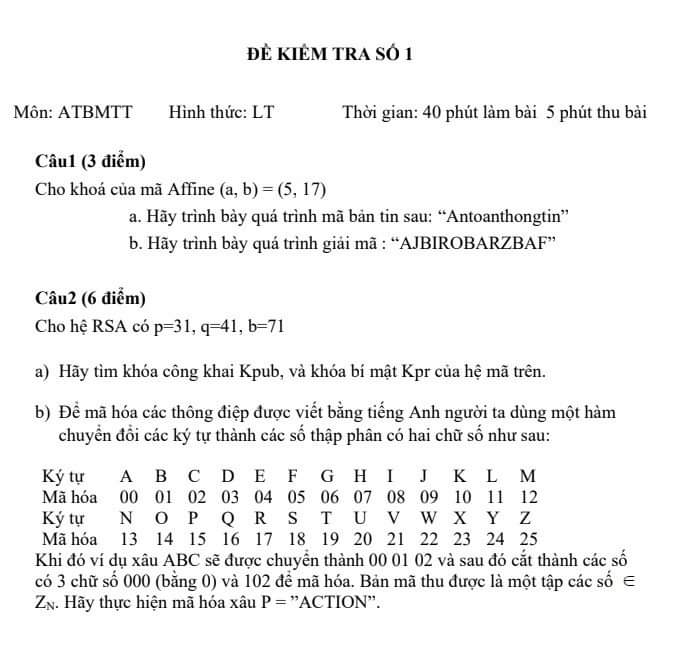 ĐỀ KIỂM TRA SỐ 1
Môn: ATBMTT Hình thức: LT Thời gian: 40 phút làm bài 5 phút thu bài
Câu1 (3 điểm)
Cho khoá của mã Affine (a, b) = (5, 17)
a. Hãy trình bày quá trình mã bản tin sau: “Antoanthongtin”
b. Hãy trình bày quá trình giải mã : “AJBIROBARZBAF”
Câu2 (6 điểm)
Cho hệ RSA có p=31, q=41, b=71
a) Hãy tìm khóa công khai Kpub, và khóa bí mật Kpr của hệ mã trên.
b) Để mã hóa các thông điệp được viết bằng tiếng Anh người ta dùng một hàm
chuyển đổi các ký tự thành các số thập phân có hai chữ số như sau:
Ký tự A B C D E F G H I J K L M
Mã hóa 00 01 02 03 04 05 06 07 08 09 10 11 12
Ký tự N O P Q R S T U V W X Y Z
Mã hóa 13 14 15 16 17 18 19 20 21 22 23 24 25
Khi đó ví dụ xâu ABC sẽ được chuyển thành 00 01 02 và sau đó cắt thành các số
có 3 chữ số 000 (bằng 0) và 102 để mã hóa. Bản mã thu được là một tập các số ∈
Z_N. Hãy thực hiện mã hóa xâu P = ”ACTION”.